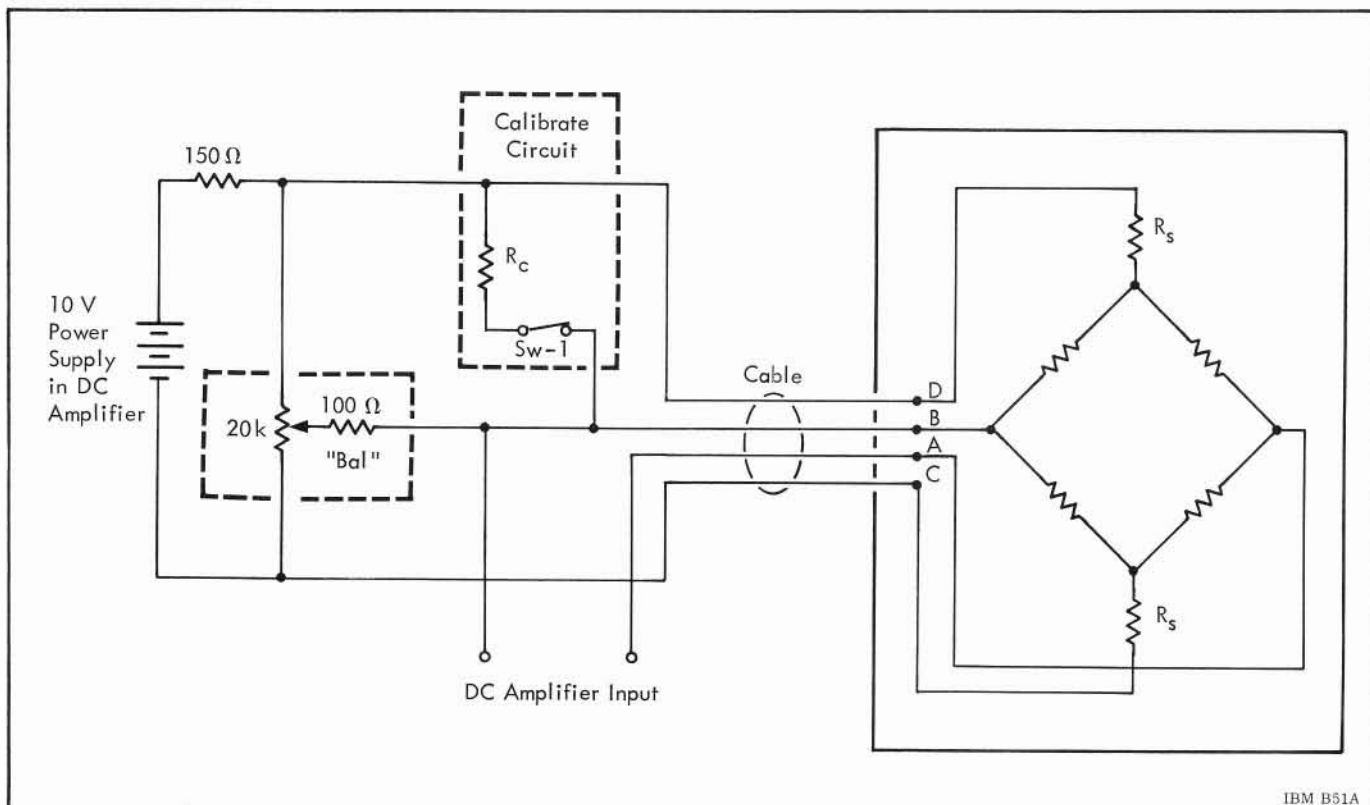 Calibrate
Circuit
150 Ω
R_c
R_s
10 V
Power
Supply
in DC
Amplifier
Sw-1
Cable
D
100 Ω
20k
B
"Bal"
A
C
R_s
DC Amplifier Input
IBM B51A